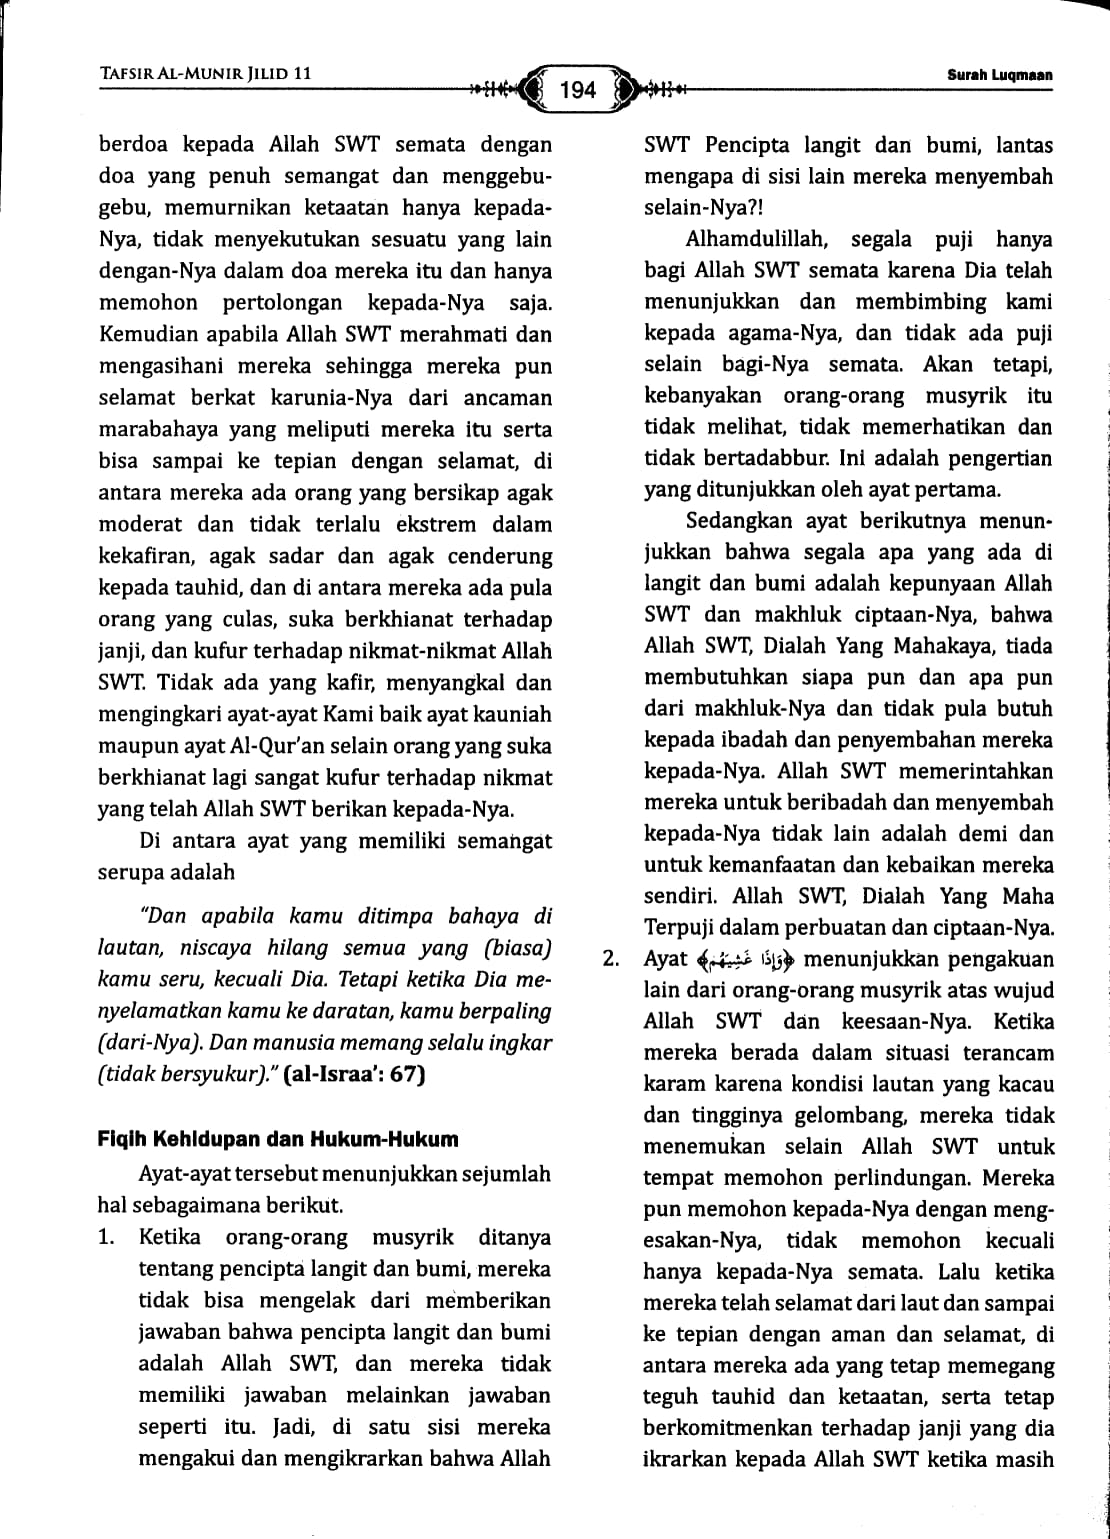 TAFSIR AL-MUNIR JILID 11
194
Surah Luqmaan
berdoa kepada Allah SWT semata dengan
doa yang penuh semangat dan menggebu-
gebu, memurnikan ketaatan hanya kepada-
Nya, tidak menyekutukan sesuatu yang lain
dengan-Nya dalam doa mereka itu dan hanya
memohon pertolongan kepada-Nya saja.
Kemudian apabila Allah SWT merahmati dan
mengasihani mereka sehingga mereka pun
selamat berkat karunia-Nya dari ancaman
marabahaya yang meliputi mereka itu serta
bisa sampai ke tepian dengan selamat, di
antara mereka ada orang yang bersikap agak
moderat dan tidak terlalu ekstrem dalam
kekafiran, agak sadar dan agak cenderung
kepada tauhid, dan di antara mereka ada pula
orang yang culas, suka berkhianat terhadap
janji, dan kufur terhadap nikmat-nikmat Allah
SWT. Tidak ada yang kafir, menyangkal dan
mengingkari ayat-ayat Kami baik ayat kauniah
maupun ayat Al-Qur'an selain orang yang suka
berkhianat lagi sangat kufur terhadap nikmat
yang telah Allah SWT berikan kepada-Nya.
Di antara ayat yang memiliki semangat
serupa adalah
"Dan apabila kamu ditimpa bahaya di
lautan, niscaya hilang semua yang (biasa)
kamu seru, kecuali Dia. Tetapi ketika Dia me-
nyelamatkan kamu ke daratan, kamu berpaling
(dari-Nya). Dan manusia memang selalu ingkar
(tidak bersyukur)." (al-Israa': 67)
Fiqih Kehidupan dan Hukum-Hukum
Ayat-ayat tersebut menunjukkan sejumlah
hal sebagaimana berikut.
1. Ketika orang-orang musyrik ditanya
tentang pencipta langit dan bumi, mereka
tidak bisa mengelak dari memberikan
jawaban bahwa pencipta langit dan bumi
adalah Allah SWT, dan mereka tidak
memiliki jawaban melainkan jawaban
seperti itu. Jadi, di satu sisi mereka
mengakui dan mengikrarkan bahwa Allah
SWT Pencipta langit dan bumi, lantas
mengapa di sisi lain mereka menyembah
selain-Nya?!
Alhamdulillah, segala puji hanya
bagi Allah SWT semata karena Dia telah
menunjukkan dan membimbing kami
kepada agama-Nya, dan tidak ada puji
selain bagi-Nya semata. Akan tetapi,
kebanyakan orang-orang musyrik itu
tidak melihat, tidak memerhatikan dan
tidak bertadabbur. Ini adalah pengertian
yang ditunjukkan oleh ayat pertama.
Sedangkan ayat berikutnya menun-
jukkan bahwa segala apa yang ada di
langit dan bumi adalah kepunyaan Allah
SWT dan makhluk ciptaan-Nya, bahwa
Allah SWT, Dialah Yang Mahakaya, tiada
membutuhkan siapa pun dan apa pun
dari makhluk-Nya dan tidak pula butuh
kepada ibadah dan penyembahan mereka
kepada-Nya. Allah SWT memerintahkan
mereka untuk beribadah dan menyembah
kepada-Nya tidak lain adalah demi dan
untuk kemanfaatan dan kebaikan mereka
sendiri. Allah SWT, Dialah Yang Maha
Terpuji dalam perbuatan dan ciptaan-Nya.
2. Ayat ﴿وَإِذَا غَشِيَهُم﴾ menunjukkan pengakuan
lain dari orang-orang musyrik atas wujud
Allah SWT dan keesaan-Nya. Ketika
mereka berada dalam situasi terancam
karam karena kondisi lautan yang kacau
dan tingginya gelombang, mereka tidak
menemukan selain Allah SWT untuk
tempat memohon perlindungan. Mereka
pun memohon kepada-Nya dengan meng-
esakan-Nya, tidak memohon kecuali
hanya kepada-Nya semata. Lalu ketika
mereka telah selamat dari laut dan sampai
ke tepian dengan aman dan selamat, di
antara mereka ada yang tetap memegang
teguh tauhid dan ketaatan, serta tetap
berkomitmenkan terhadap janji yang dia
ikrarkan kepada Allah SWT ketika masih